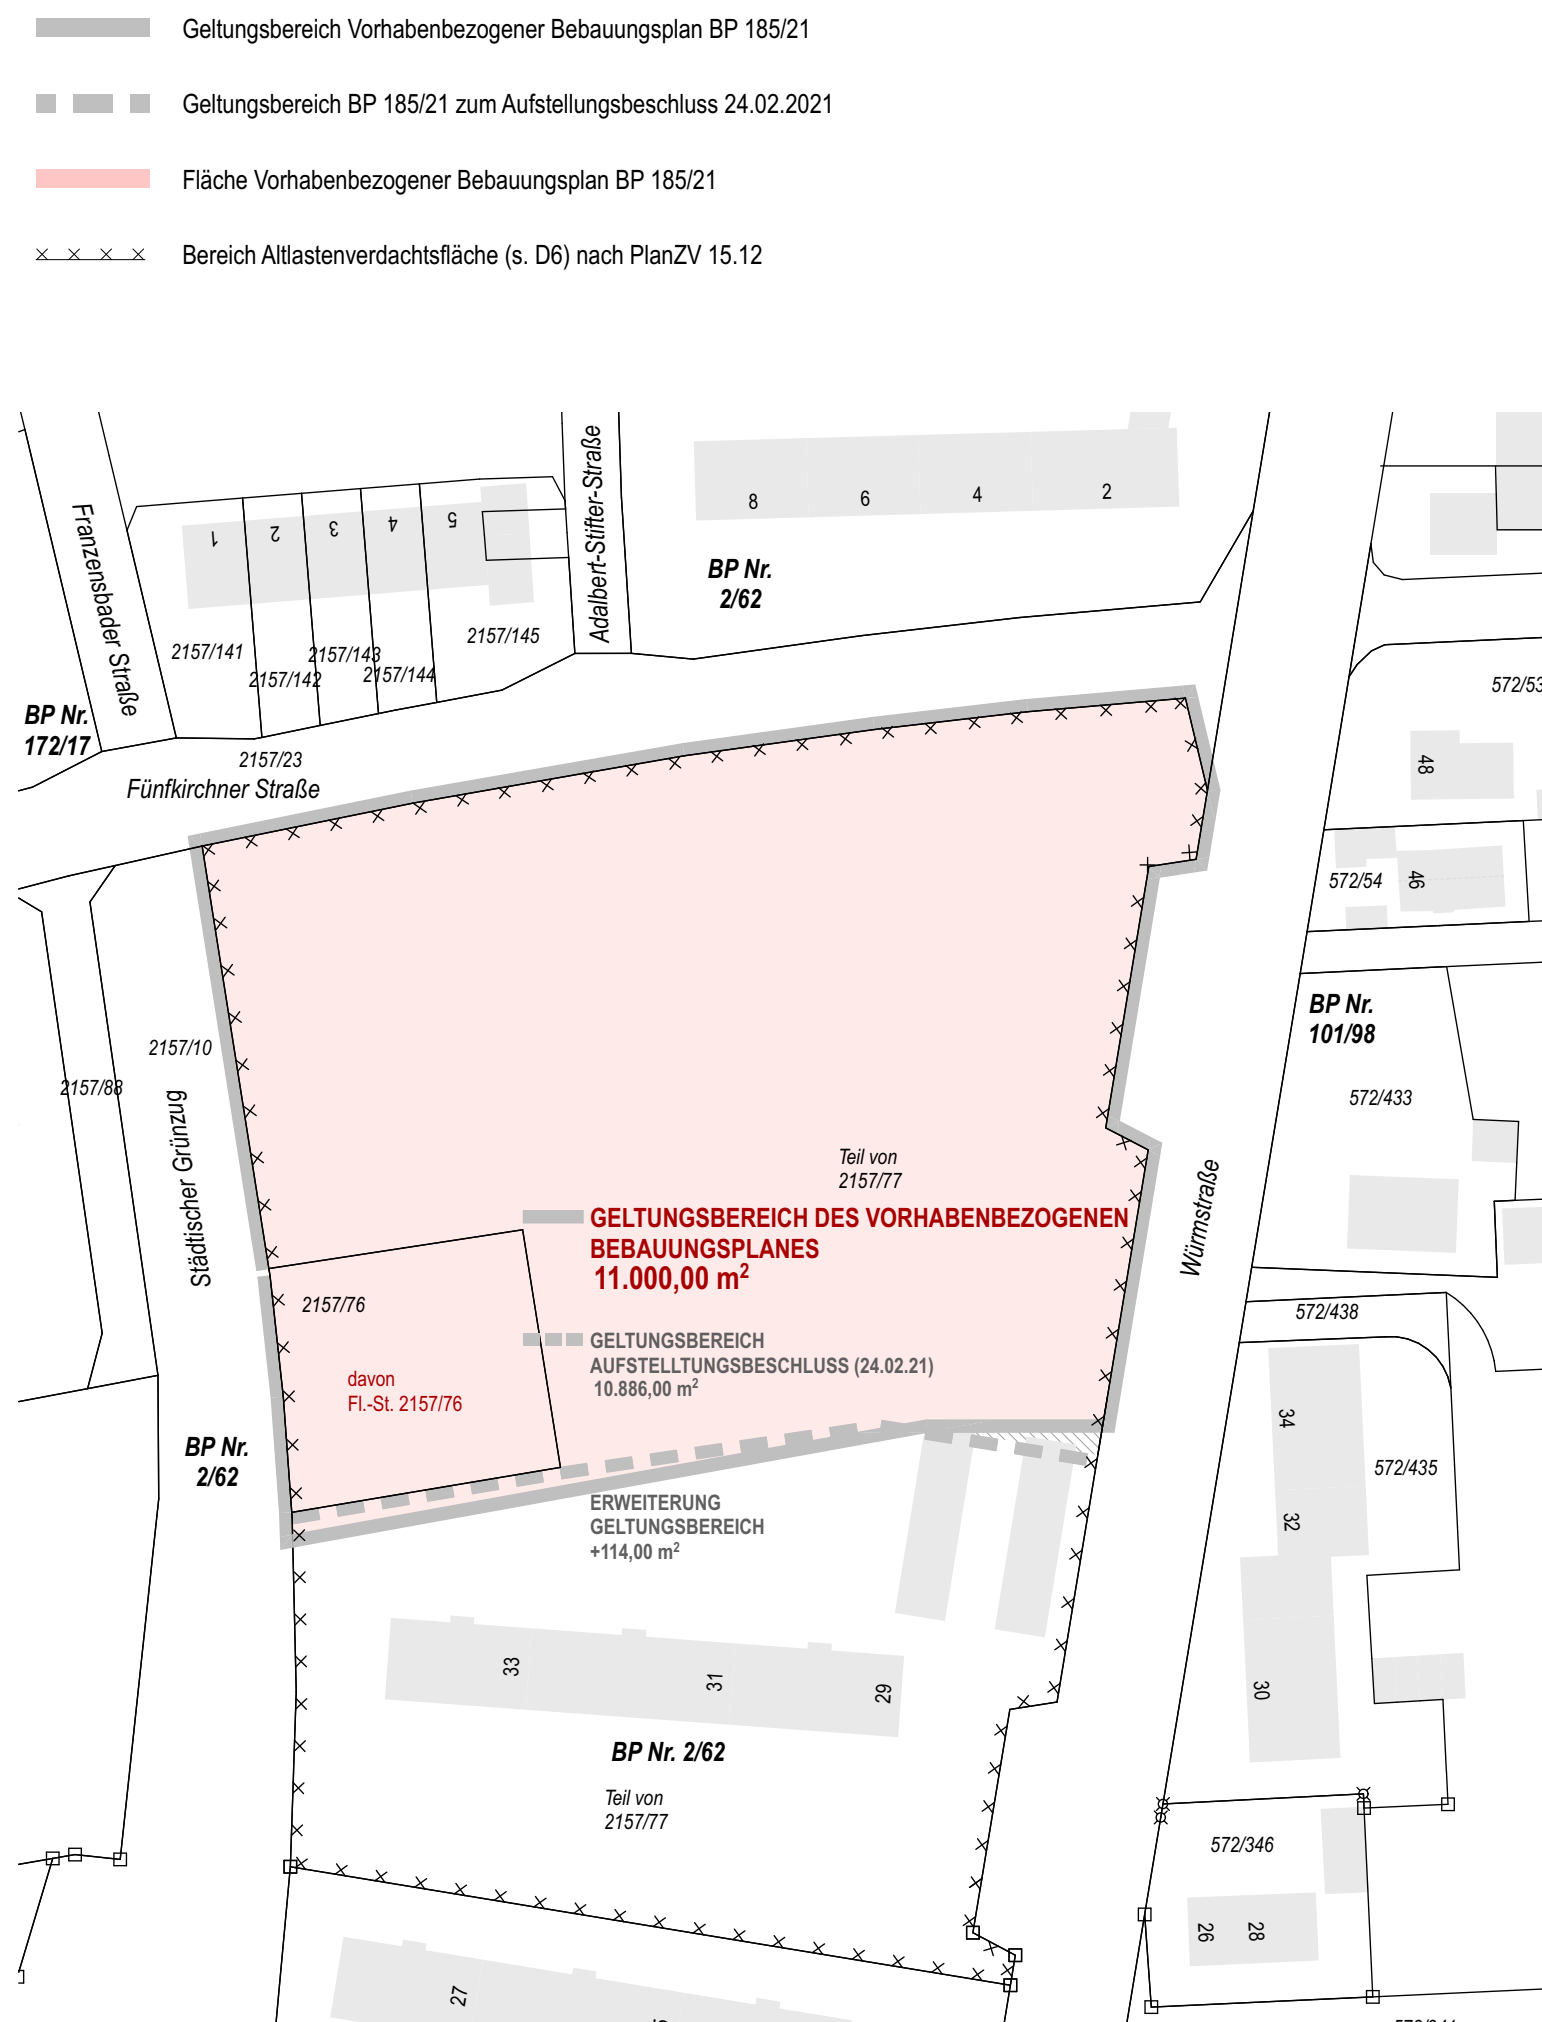 Geltungsbereich Vorhabenbezogener Bebauungsplan BP 185/21
Geltungsbereich BP 185/21 zum Aufstellungsbeschluss 24.02.2021
Fläche Vorhabenbezogener Bebauungsplan BP 185/21
Bereich Altlastenverdachtsfläche (s. D6) nach PlanZV 15.12
Franzensbader Straße
Adalbert-Stifter-Straße
1
2
3
4
5
8
6
4
2
BP Nr.
2/62
2157/141
2157/142
2157/143
2157/144
2157/145
BP Nr.
172/17
2157/23
Fünfkirchner Straße
572/53
48
572/54
46
BP Nr.
101/98
572/433
2157/10
2157/88
Städtischer Grünzug
Teil von
2157/77
Würmstraße
GELTUNGSBEREICH DES VORHABENBEZOGENEN
BEBAUUNGSPLANES
11.000,00 m²
2157/76
572/438
GELTUNGSBEREICH
AUFSTELLTUNGSBESCHLUSS (24.02.21)
10.886,00 m²
davon
Fl.-St. 2157/76
34
572/435
32
BP Nr.
2/62
ERWEITERUNG
GELTUNGSBEREICH
+114,00 m²
33
31
29
30
BP Nr. 2/62
Teil von
2157/77
572/346
26
28
27